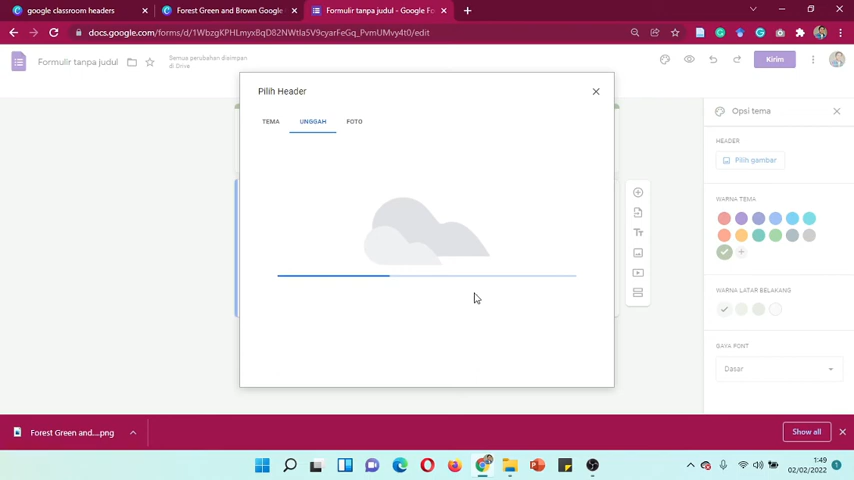 google classroom headers
Forest Green and Brown Google
Formulir tanpa judul - Google Fo
docs.google.com/forms/d/1WbzgKPHLmyxBqD82NWtla5V9cyarFeGq_PvmUMvy4t0/edit
Formulir tanpa judul
Semua perubahan disimpan
di Drive
Kirim
Pilih Header
TEMA
UNGGAH
FOTO
Opsi tema
HEADER
Pilih gambar
WARNA TEMA
WARNA LATAR BELAKANG
GAYA FONT
Dasar
Forest Green and....png
Show all
1:49
02/02/2022
1